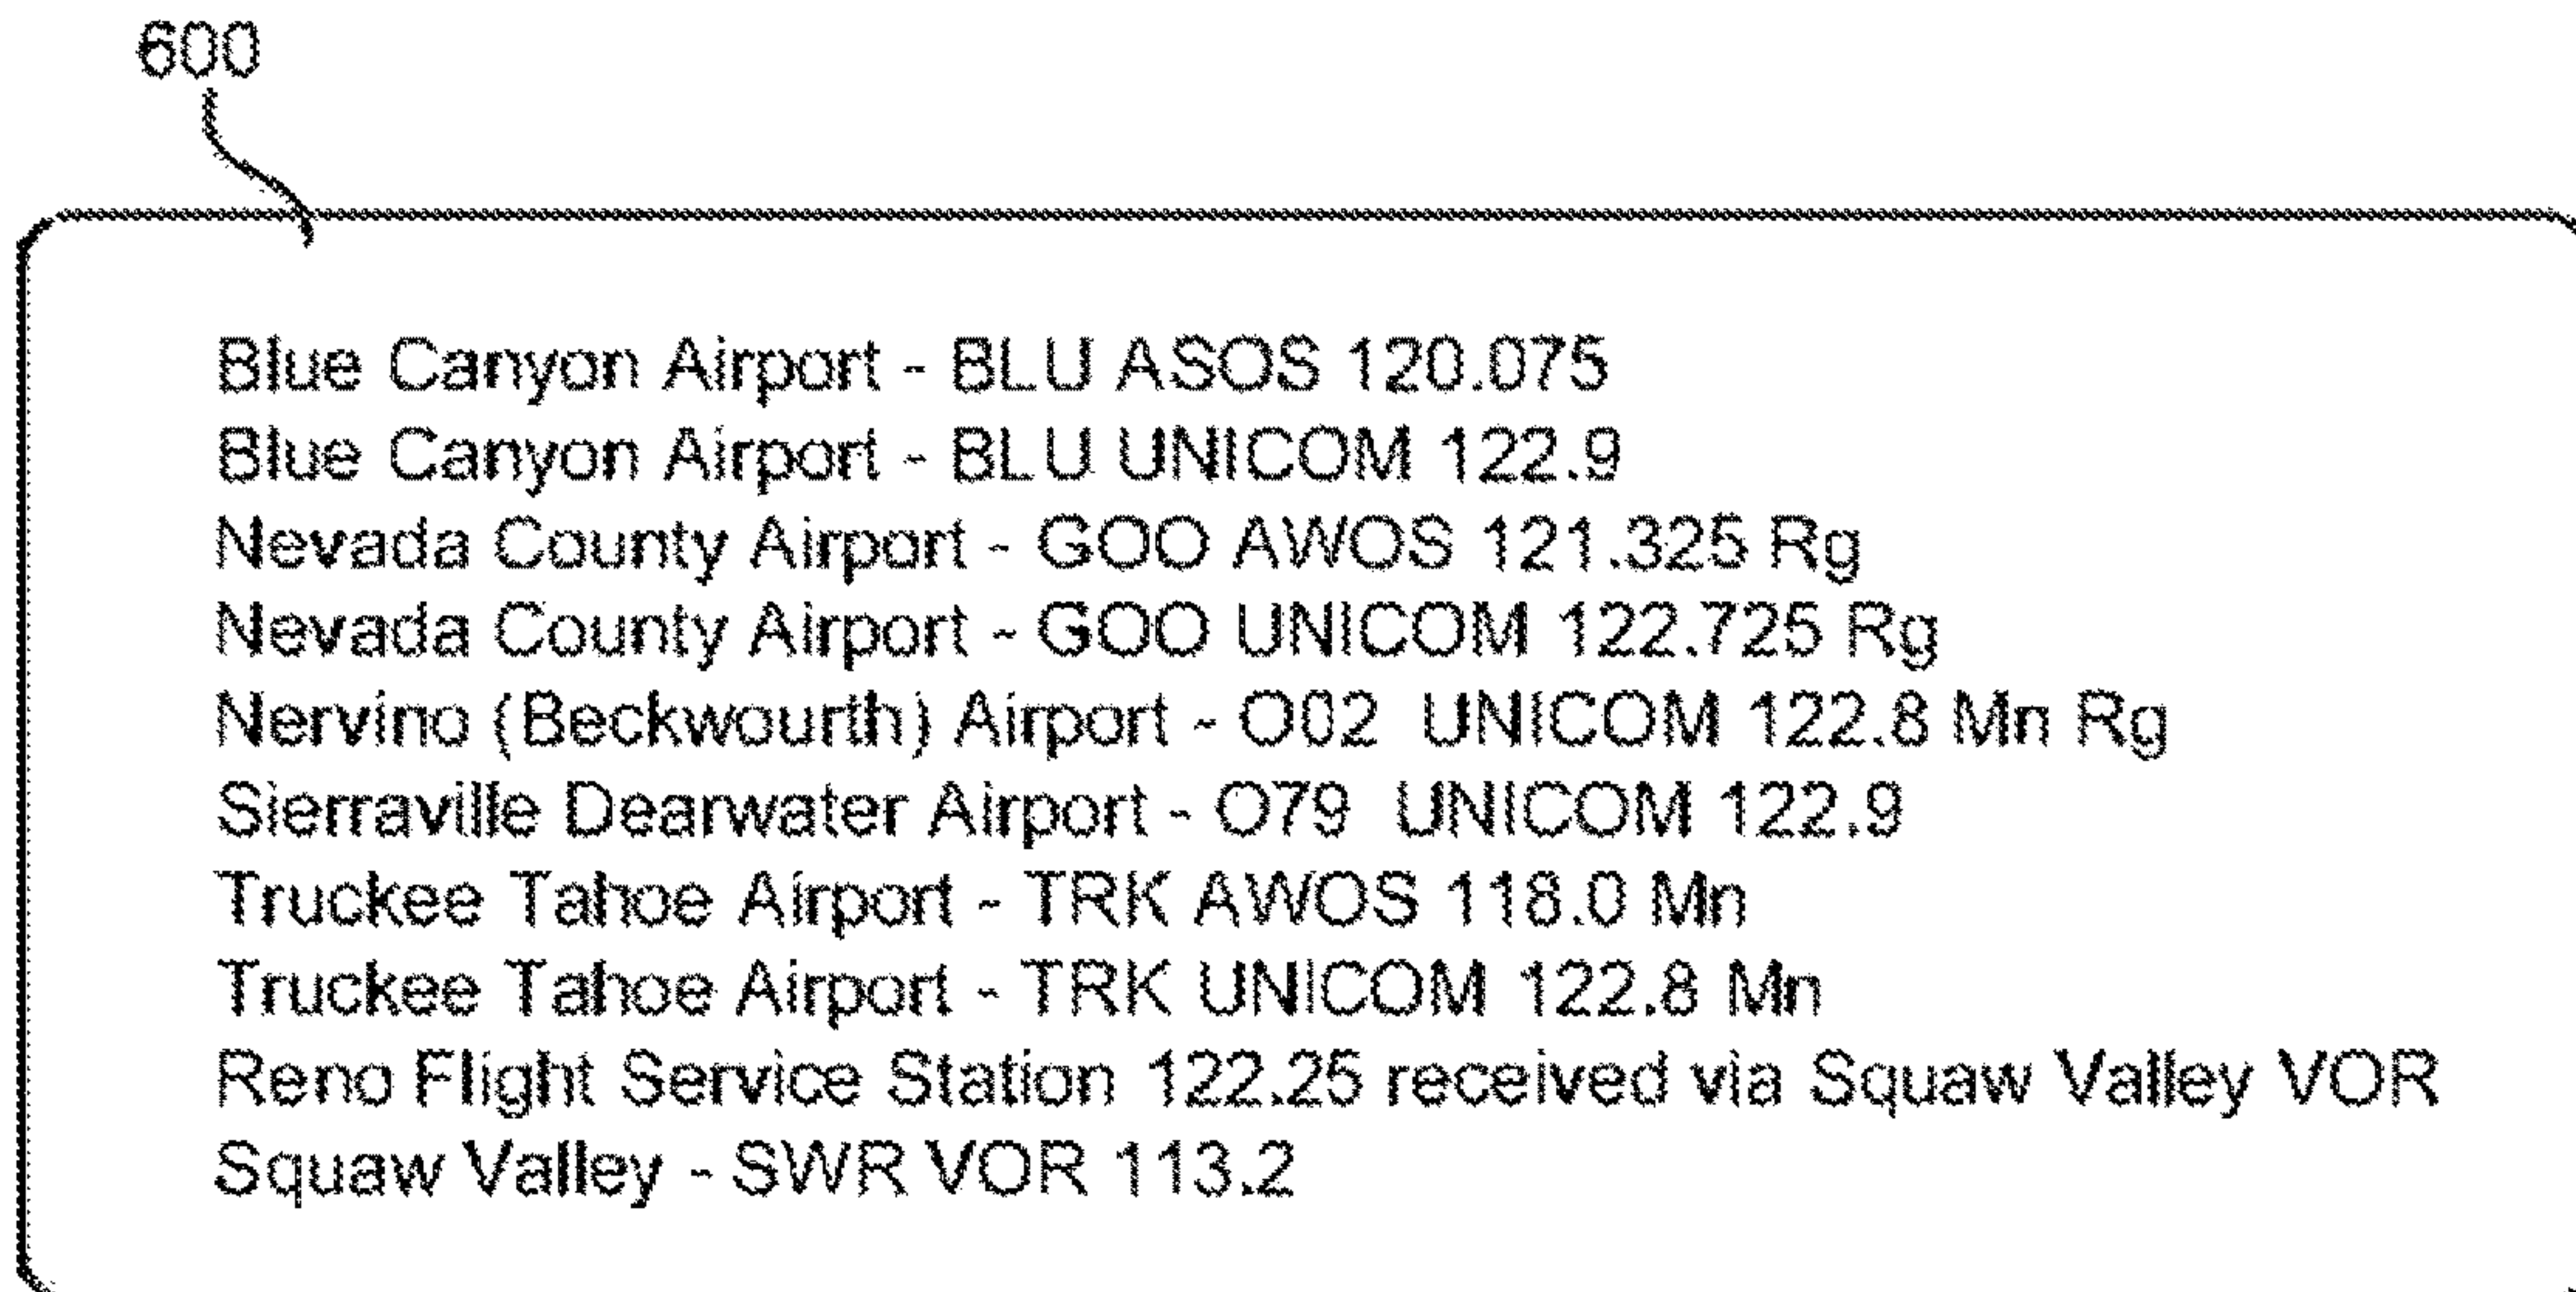 600
Blue Canyon Airport - BLU ASOS 120.075
Blue Canyon Airport - BLU UNICOM 122.9
Nevada County Airport - GOO AWOS 121.325 Rg
Nevada County Airport - GOO UNICOM 122.725 Rg
Nervino (Beckwourth) Airport - O02  UNICOM 122.8 Mn Rg
Sierraville Dearwater Airport - O79  UNICOM 122.9
Truckee Tahoe Airport - TRK AWOS 118.0 Mn
Truckee Tahoe Airport - TRK UNICOM 122.8 Mn
Reno Flight Service Station 122.25 received via Squaw Valley VOR
Squaw Valley - SWR VOR 113.2